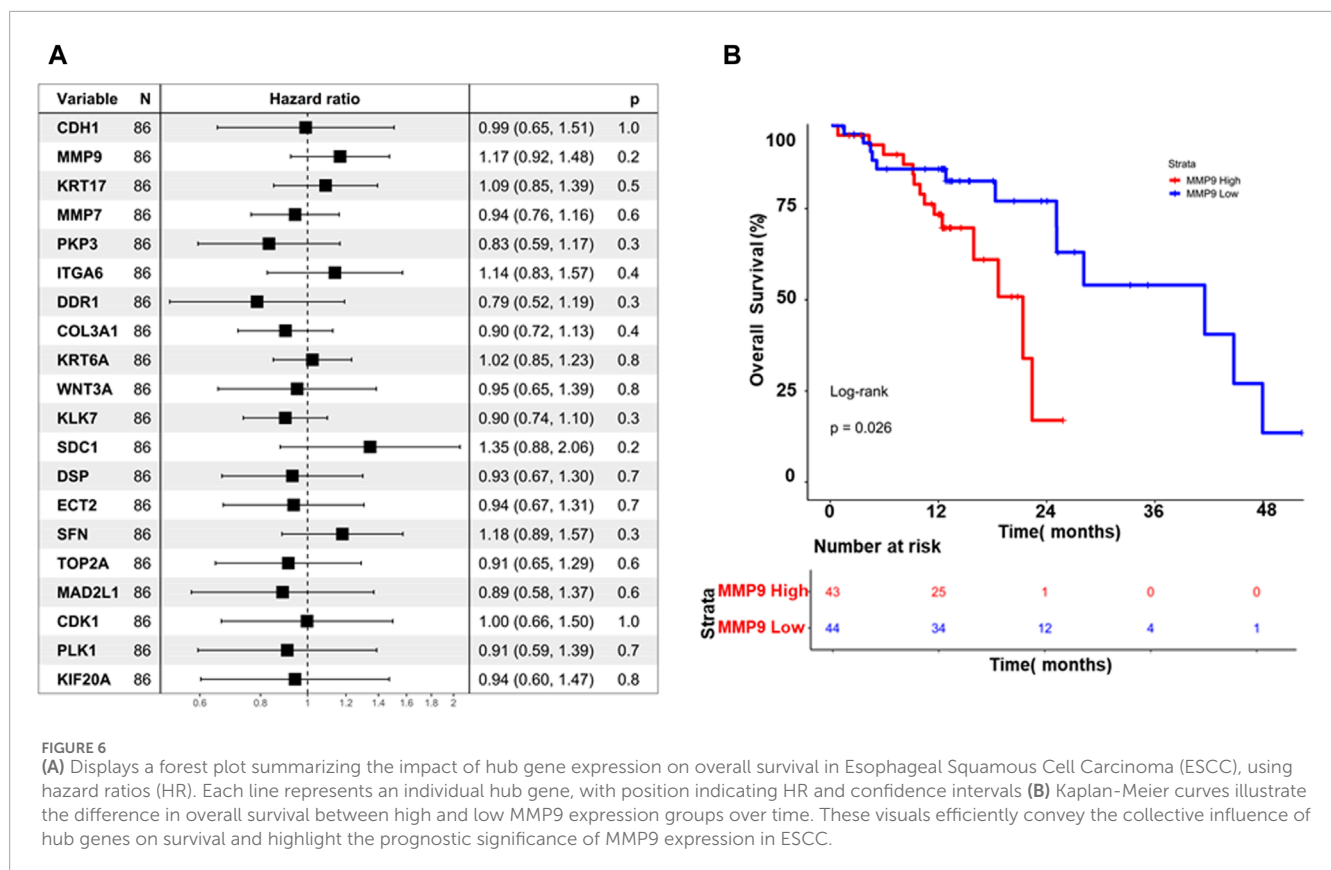 A
Variable N Hazard ratio p
CDH1 86 0.99 (0.65, 1.51) 1.0
MMP9 86 1.17 (0.92, 1.48) 0.2
KRT17 86 1.09 (0.85, 1.39) 0.5
MMP7 86 0.94 (0.76, 1.16) 0.6
PKP3 86 0.83 (0.59, 1.17) 0.3
ITGA6 86 1.14 (0.83, 1.57) 0.4
DDR1 86 0.79 (0.52, 1.19) 0.3
COL3A1 86 0.90 (0.72, 1.13) 0.4
KRT6A 86 1.02 (0.85, 1.23) 0.8
WNT3A 86 0.95 (0.65, 1.39) 0.8
KLK7 86 0.90 (0.74, 1.10) 0.3
SDC1 86 1.35 (0.88, 2.06) 0.2
DSP 86 0.93 (0.67, 1.30) 0.7
ECT2 86 0.94 (0.67, 1.31) 0.7
SFN 86 1.18 (0.89, 1.57) 0.3
TOP2A 86 0.91 (0.65, 1.29) 0.6
MAD2L1 86 0.89 (0.58, 1.37) 0.6
CDK1 86 1.00 (0.66, 1.50) 1.0
PLK1 86 0.91 (0.59, 1.39) 0.7
KIF20A 86 0.94 (0.60, 1.47) 0.8
0.6 0.8 1 1.2 1.4 1.6 1.8 2
B
Overall Survival(%)
100
75
50
25
0
Strata
MMP9 High
MMP9 Low
Log-rank
p = 0.026
0 12 24 36 48
Time( months)
Number at risk
Strata
MMP9 High 43 25 1 0 0
MMP9 Low 44 34 12 4 1
Time( months)
FIGURE 6
(A) Displays a forest plot summarizing the impact of hub gene expression on overall survival in Esophageal Squamous Cell Carcinoma (ESCC), using
hazard ratios (HR). Each line represents an individual hub gene, with position indicating HR and confidence intervals (B) Kaplan-Meier curves illustrate
the difference in overall survival between high and low MMP9 expression groups over time. These visuals efficiently convey the collective influence of
hub genes on survival and highlight the prognostic significance of MMP9 expression in ESCC.